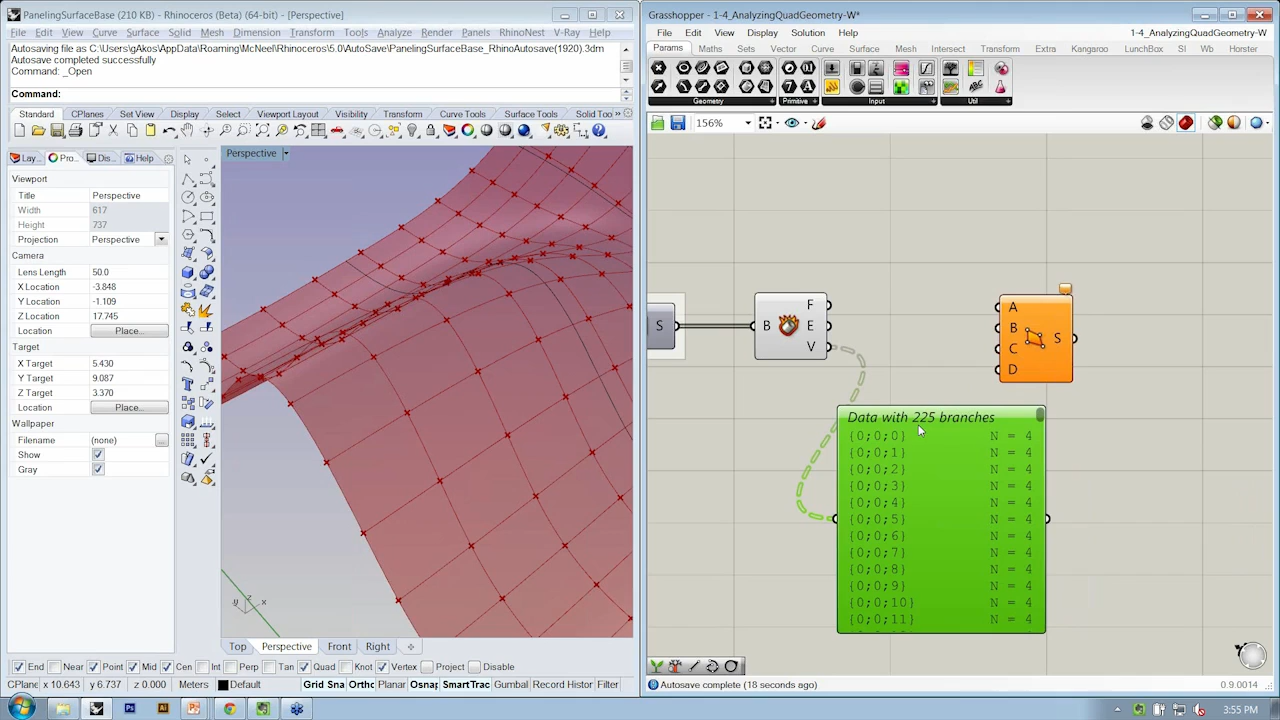 PanelingSurfaceBase (210 KB) - Rhinoceros (Beta) (64-bit) - [Perspective]
File Edit View Curve Surface Solid Mesh Dimension Transform Tools Analyze Render Panels RhinoNest V-Ray Help
Autosaving file as C:\Users\gAkos\AppData\Roaming\McNeel\Rhinoceros\5.0\AutoSave\PanelingSurfaceBase_RhinoAutosave(1920).3dm
Autosave completed successfully
Command: _Open
Command:
Standard CPlanes Set View Display Select Viewport Layout Visibility Transform Curve Tools Surface Tools Solid Too
Lay... Pro... Dis... Help
Viewport
Title Perspective
Width 617
Height 737
Projection Perspective
Camera
Lens Length 50.0
X Location -3.848
Y Location -1.109
Z Location 17.745
Location Place...
Target
X Target 5.430
Y Target 9.087
Z Target 3.370
Location Place...
Wallpaper
Filename (none) ...
Show
Gray
Perspective
z
y x
Top Perspective Front Right
End Near Point Mid Cen Int Perp Tan Quad Knot Vertex Project Disable
CPlane x 10.643 y 6.737 z 0.000 Meters Default Grid Sna Ortho Planar Osnap SmartTrac Gumbal Record History Filter
Grasshopper - 1-4_AnalyzingQuadGeometry-W*
File Edit View Display Solution Help
1-4_AnalyzingQuadGeometry-W
Params Maths Sets Vector Curve Surface Mesh Intersect Transform Extra Kangaroo LunchBox SI Wb Horster
Geometry Primitive Input Util
156%
S
B
F
E
V
A
B
C
D
S
Data with 225 branches
{0;0;0} N = 4
{0;0;1} N = 4
{0;0;2} N = 4
{0;0;3} N = 4
{0;0;4} N = 4
{0;0;5} N = 4
{0;0;6} N = 4
{0;0;7} N = 4
{0;0;8} N = 4
{0;0;9} N = 4
{0;0;10} N = 4
{0;0;11} N = 4
Autosave complete (18 seconds ago)
0.9.0014
3:55 PM